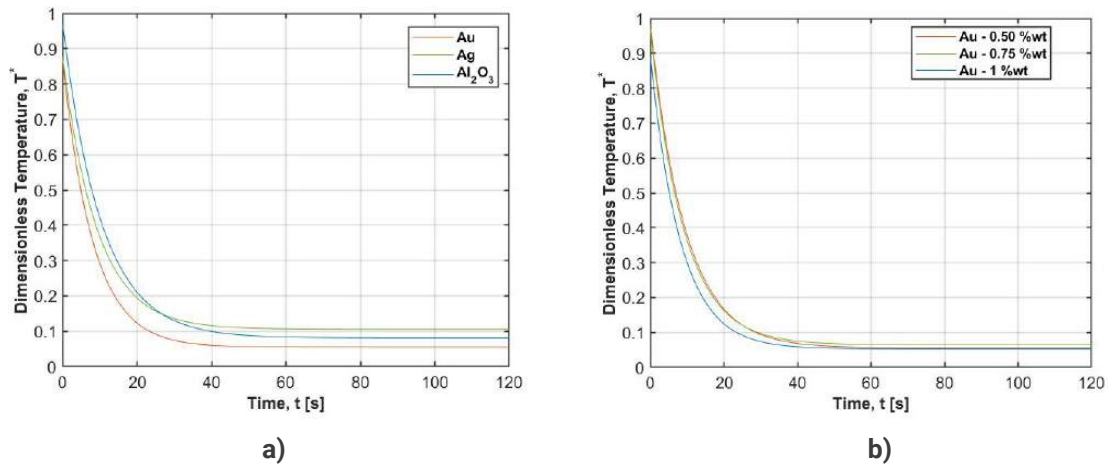 Dimensionless Temperature, T*
1
0.9
0.8
0.7
0.6
0.5
0.4
0.3
0.2
0.1
0
0 20 40 60 80 100 120
Time, t [s]
Au
Ag
Al₂O₃
a)
Dimensionless Temperature, T*
1
0.9
0.8
0.7
0.6
0.5
0.4
0.3
0.2
0.1
0
0 20 40 60 80 100 120
Time, t [s]
Au - 0.50 %wt
Au - 0.75 %wt
Au - 1 %wt
b)